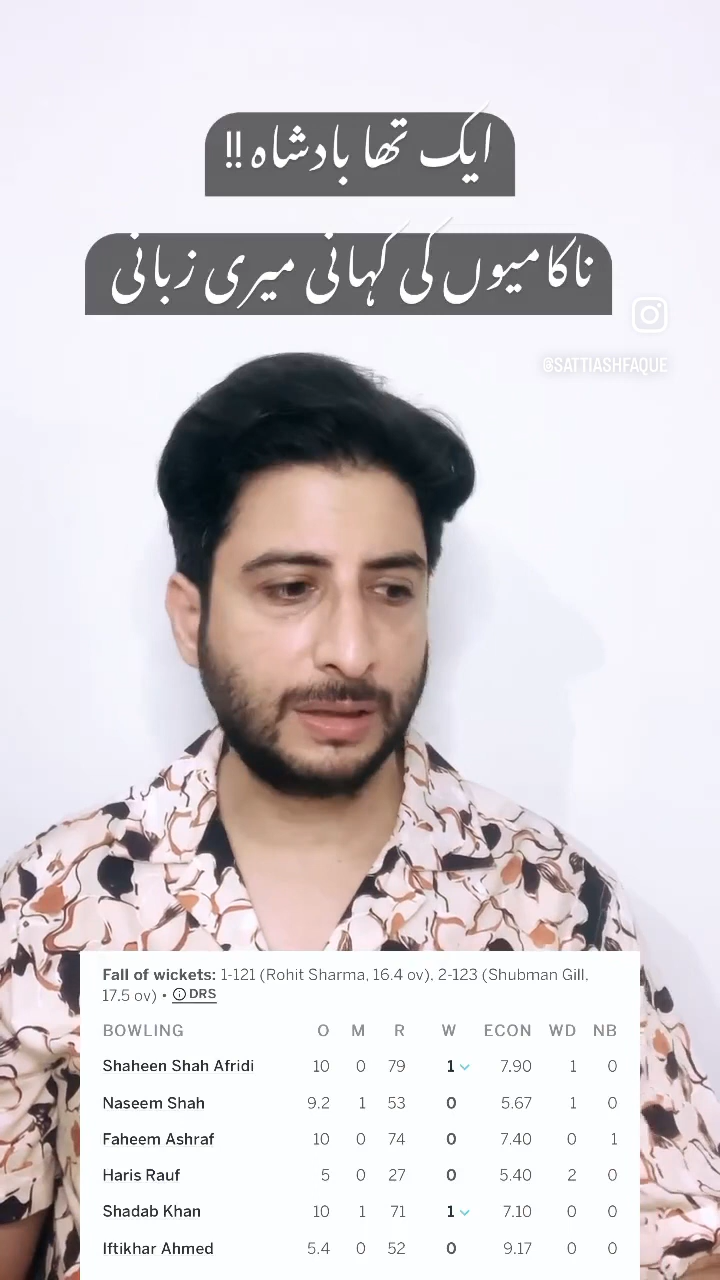 ایک تھا بادشاہ !!
ناکامیوں کی کہانی میری زبانی
@SATTIASHFAQUE
Fall of wickets: 1-121 (Rohit Sharma, 16.4 ov), 2-123 (Shubman Gill,
17.5 ov) • DRS
BOWLING O M R W ECON WD NB
Shaheen Shah Afridi 10 0 79 1 7.90 1 0
Naseem Shah 9.2 1 53 0 5.67 1 0
Faheem Ashraf 10 0 74 0 7.40 0 1
Haris Rauf 5 0 27 0 5.40 2 0
Shadab Khan 10 1 71 1 7.10 0 0
Iftikhar Ahmed 5.4 0 52 0 9.17 0 0